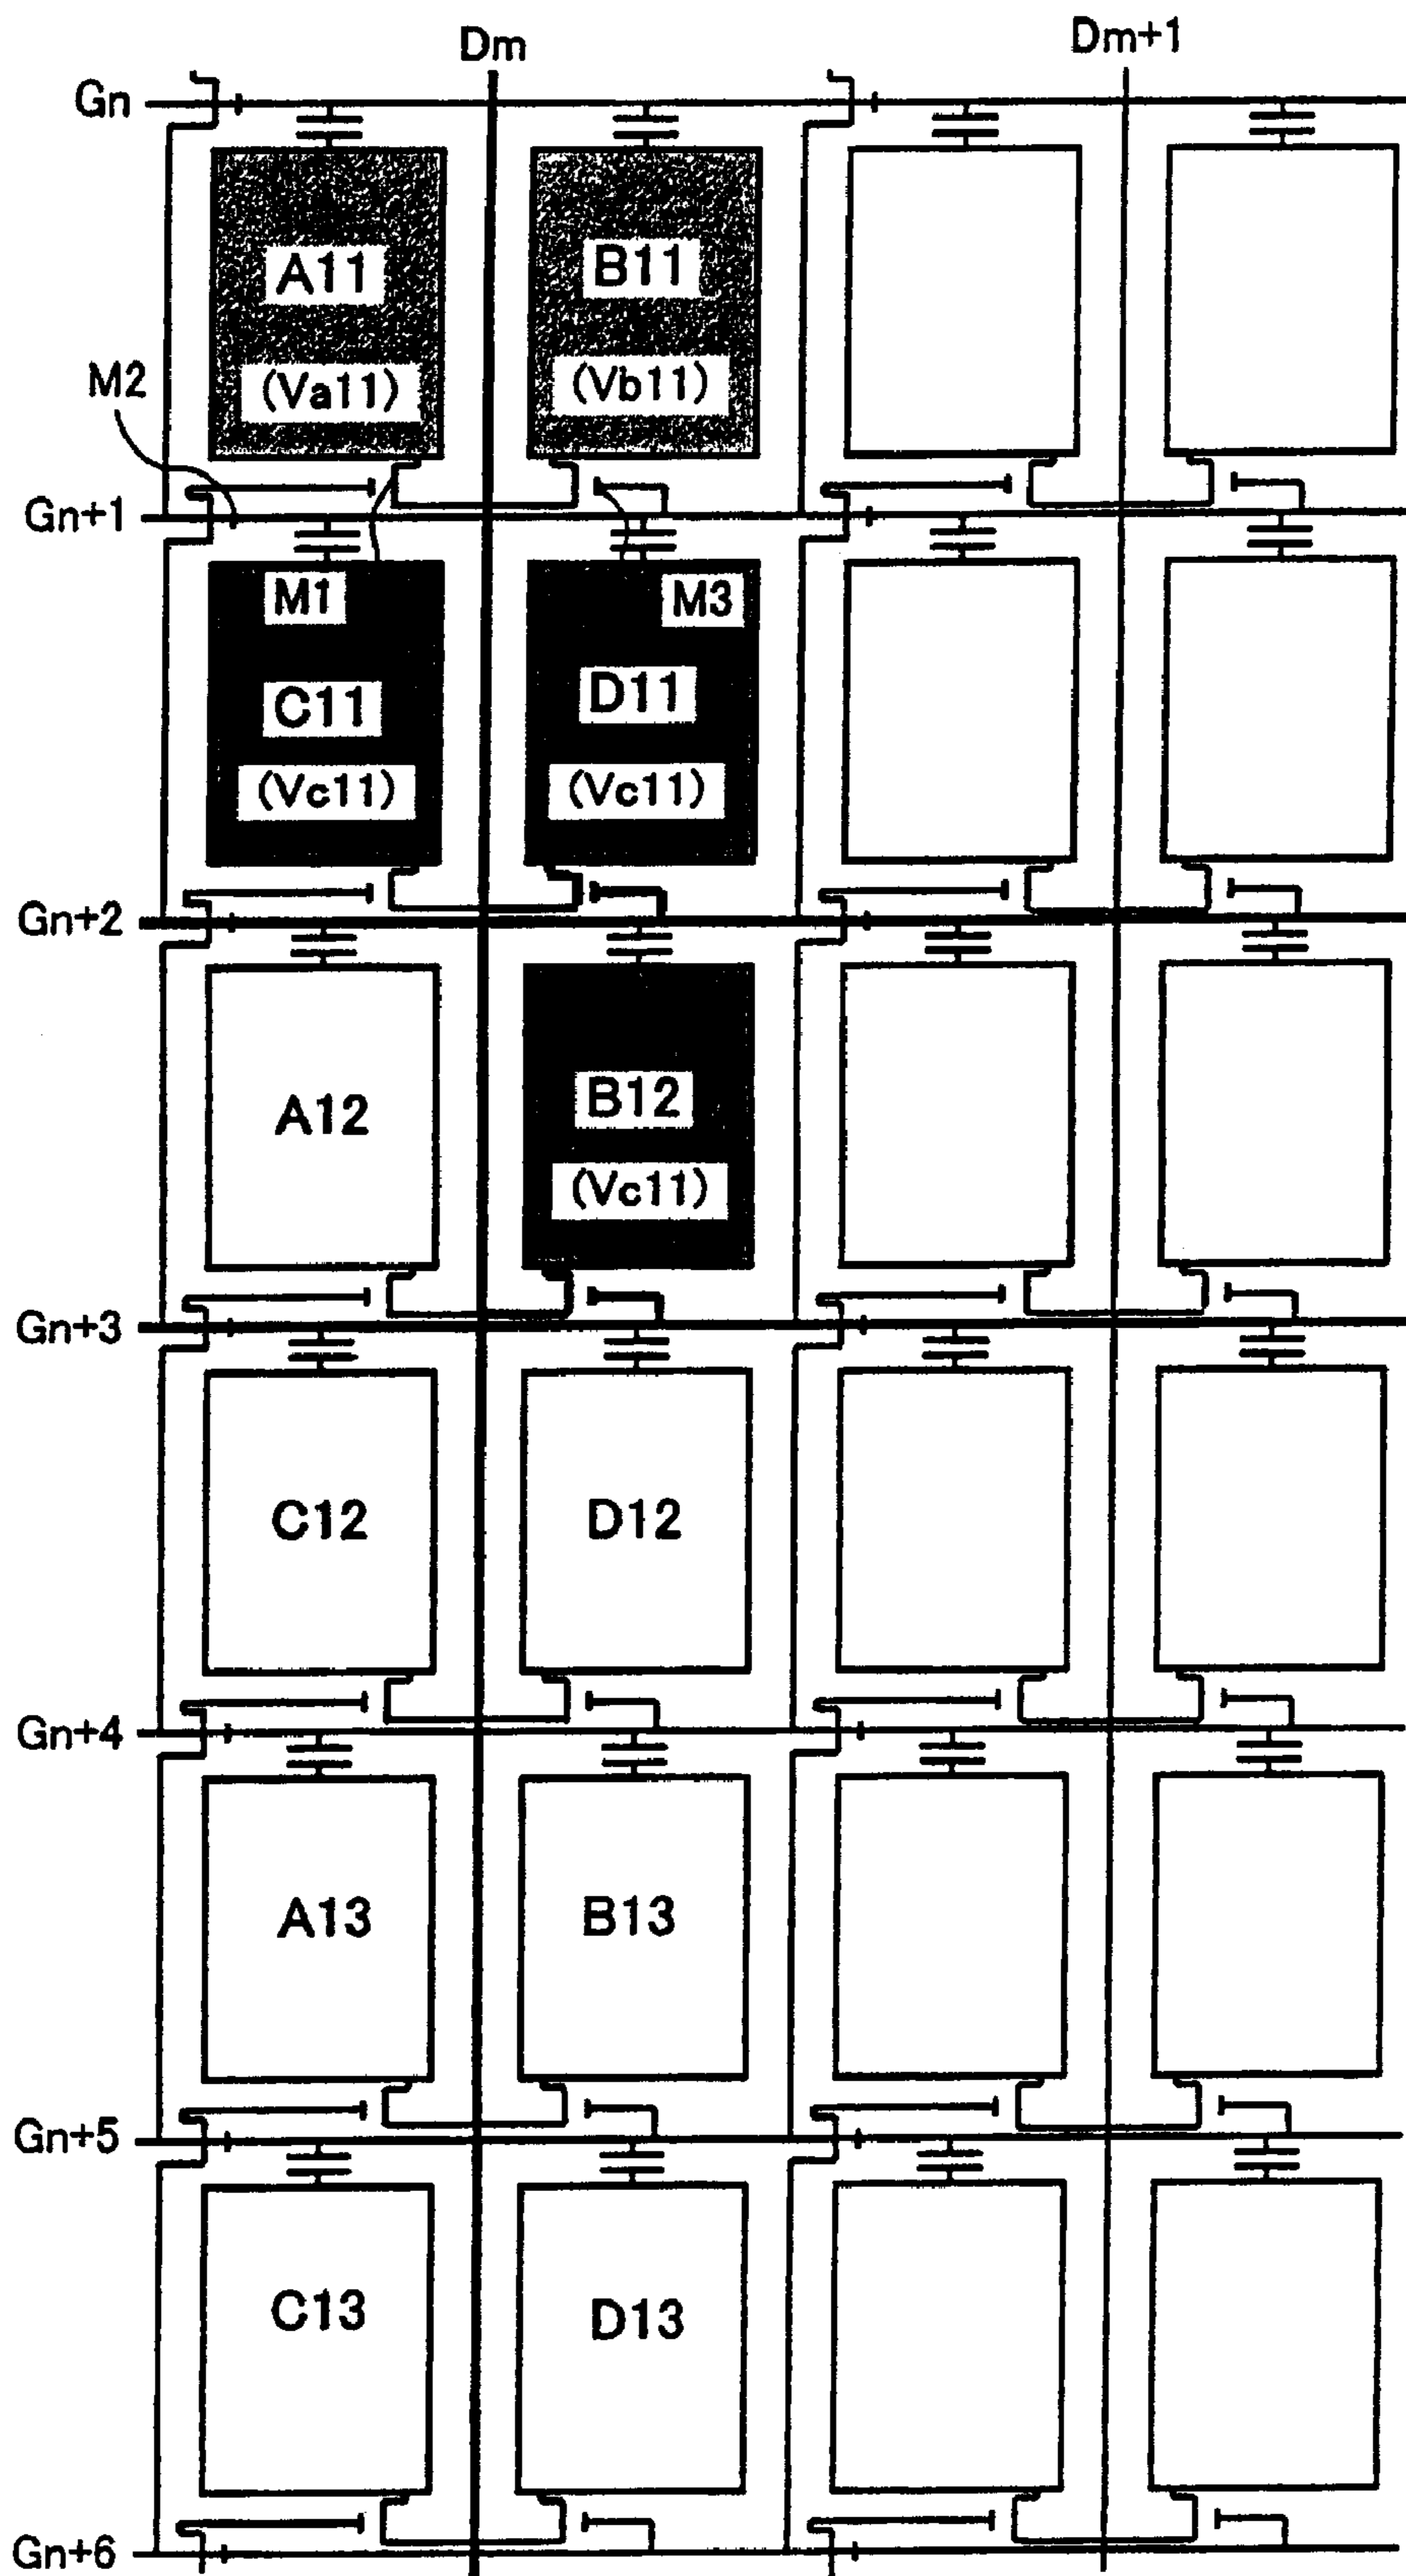 Dm Dm+1
Gn
A11 B11
(Va11) (Vb11)
M2
Gn+1
M1 M3
C11 D11
(Vc11) (Vc11)
Gn+2
A12 B12
(Vc11)
Gn+3
C12 D12
Gn+4
A13 B13
Gn+5
C13 D13
Gn+6